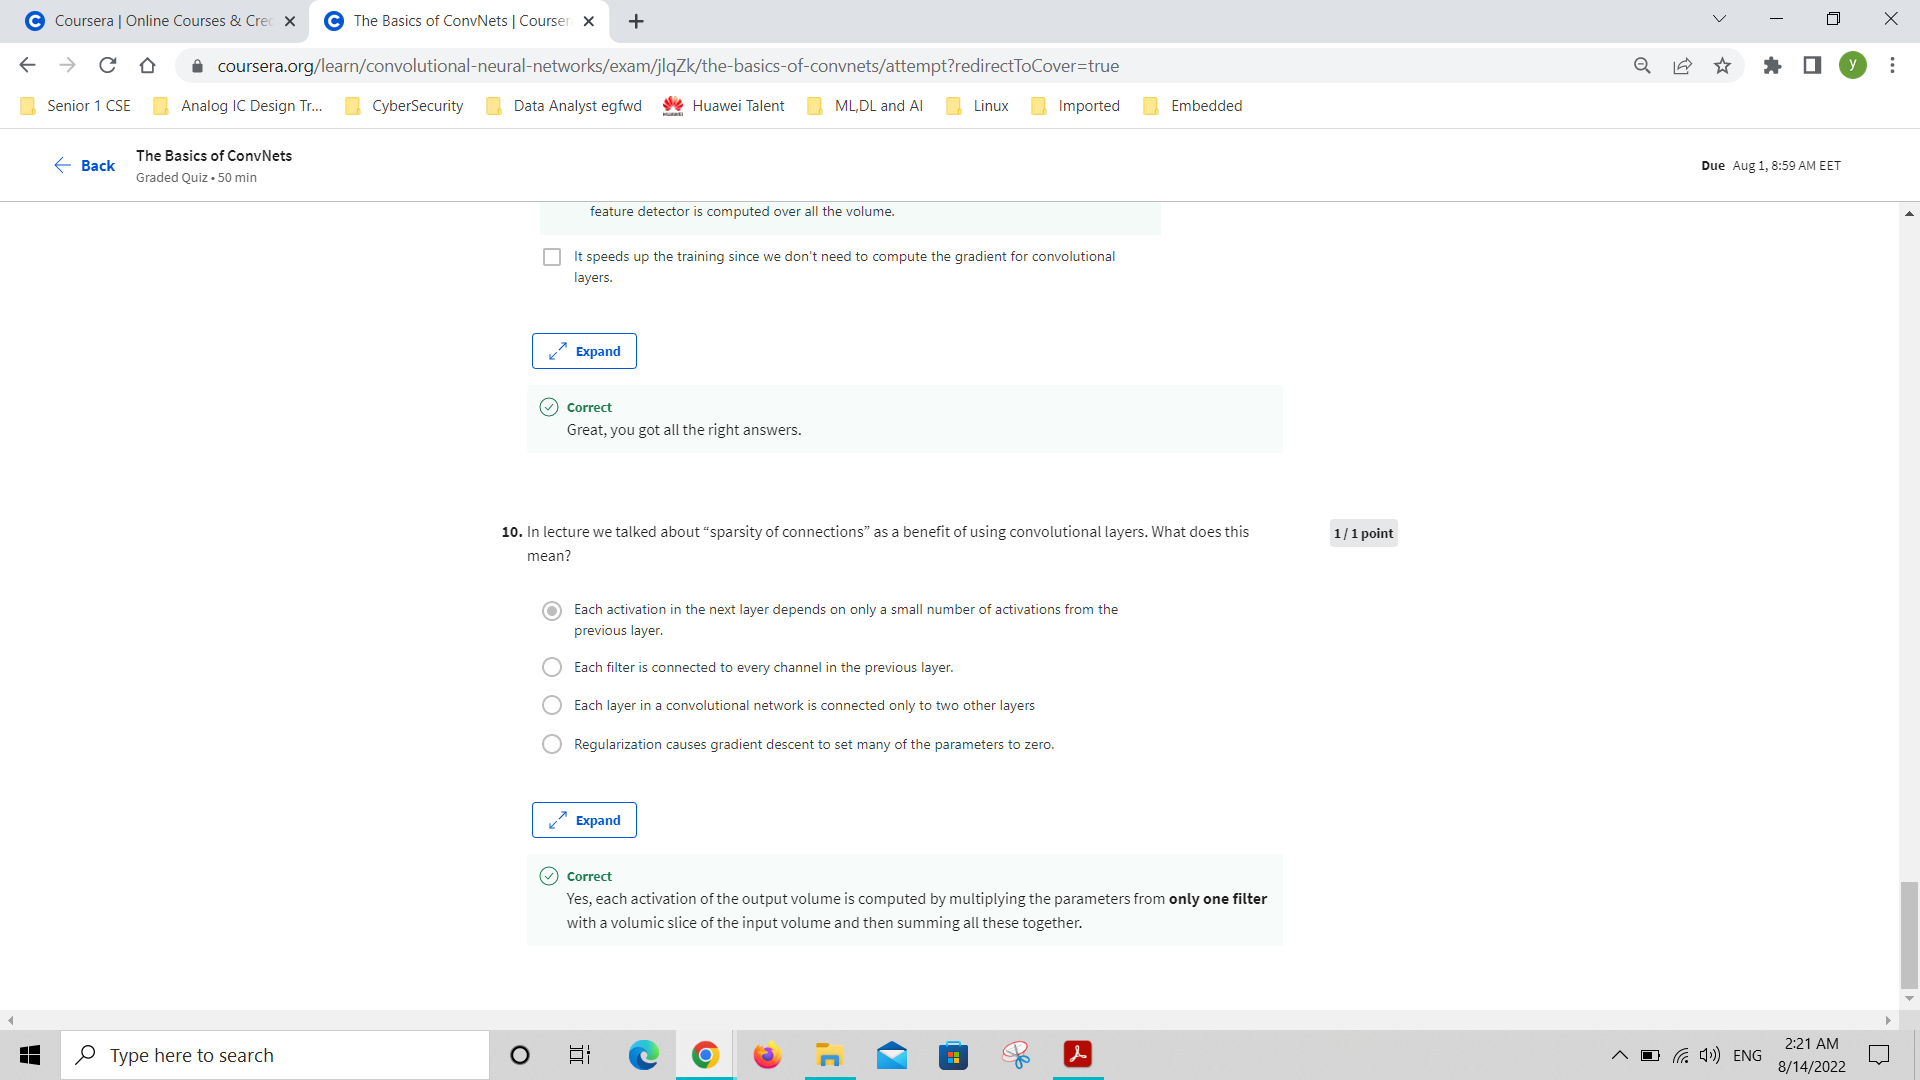 Coursera | Online Courses & Cre
The Basics of ConvNets | Courser
coursera.org/learn/convolutional-neural-networks/exam/jlqZk/the-basics-of-convnets/attempt?redirectToCover=true
y
Senior 1 CSE
Analog IC Design Tr...
CyberSecurity
Data Analyst egfwd
Huawei Talent
ML,DL and AI
Linux
Imported
Embedded
Back
The Basics of ConvNets
Graded Quiz • 50 min
Due Aug 1, 8:59 AM EET
feature detector is computed over all the volume.
It speeds up the training since we don't need to compute the gradient for convolutional
layers.
Expand
Correct
Great, you got all the right answers.
10. In lecture we talked about “sparsity of connections” as a benefit of using convolutional layers. What does this
mean?
1 / 1 point
Each activation in the next layer depends on only a small number of activations from the
previous layer.
Each filter is connected to every channel in the previous layer.
Each layer in a convolutional network is connected only to two other layers
Regularization causes gradient descent to set many of the parameters to zero.
Expand
Correct
Yes, each activation of the output volume is computed by multiplying the parameters from only one filter
with a volumic slice of the input volume and then summing all these together.
Type here to search
ENG
2:21 AM
8/14/2022